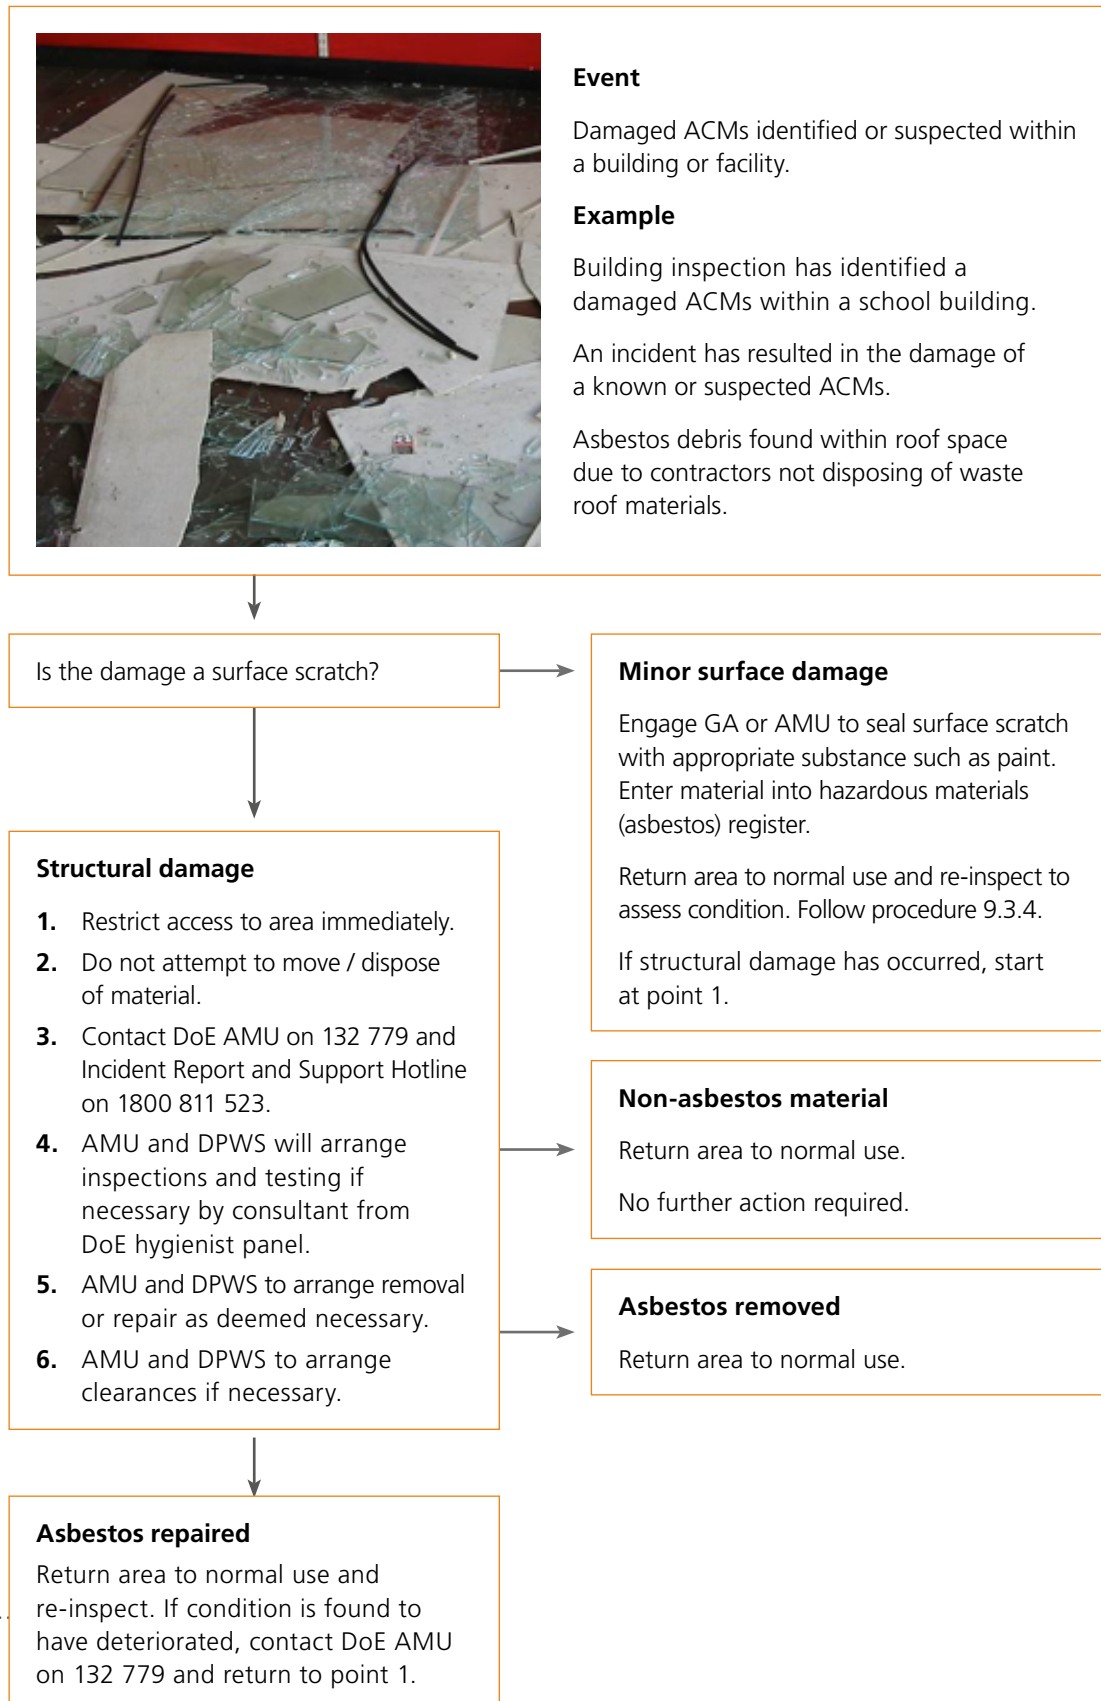 Event
Damaged ACMs identified or suspected within
a building or facility.
Example
Building inspection has identified a
damaged ACMs within a school building.
An incident has resulted in the damage of
a known or suspected ACMs.
Asbestos debris found within roof space
due to contractors not disposing of waste
roof materials.
Is the damage a surface scratch?
Minor surface damage
Engage GA or AMU to seal surface scratch
with appropriate substance such as paint.
Enter material into hazardous materials
(asbestos) register.
Return area to normal use and re-inspect to
assess condition. Follow procedure 9.3.4.
If structural damage has occurred, start
at point 1.
Structural damage
1. Restrict access to area immediately.
2. Do not attempt to move / dispose
of material.
3. Contact DoE AMU on 132 779 and
Incident Report and Support Hotline
on 1800 811 523.
4. AMU and DPWS will arrange
inspections and testing if
necessary by consultant from
DoE hygienist panel.
5. AMU and DPWS to arrange removal
or repair as deemed necessary.
6. AMU and DPWS to arrange
clearances if necessary.
Non-asbestos material
Return area to normal use.
No further action required.
Asbestos removed
Return area to normal use.
Asbestos repaired
Return area to normal use and
re-inspect. If condition is found to
have deteriorated, contact DoE AMU
on 132 779 and return to point 1.